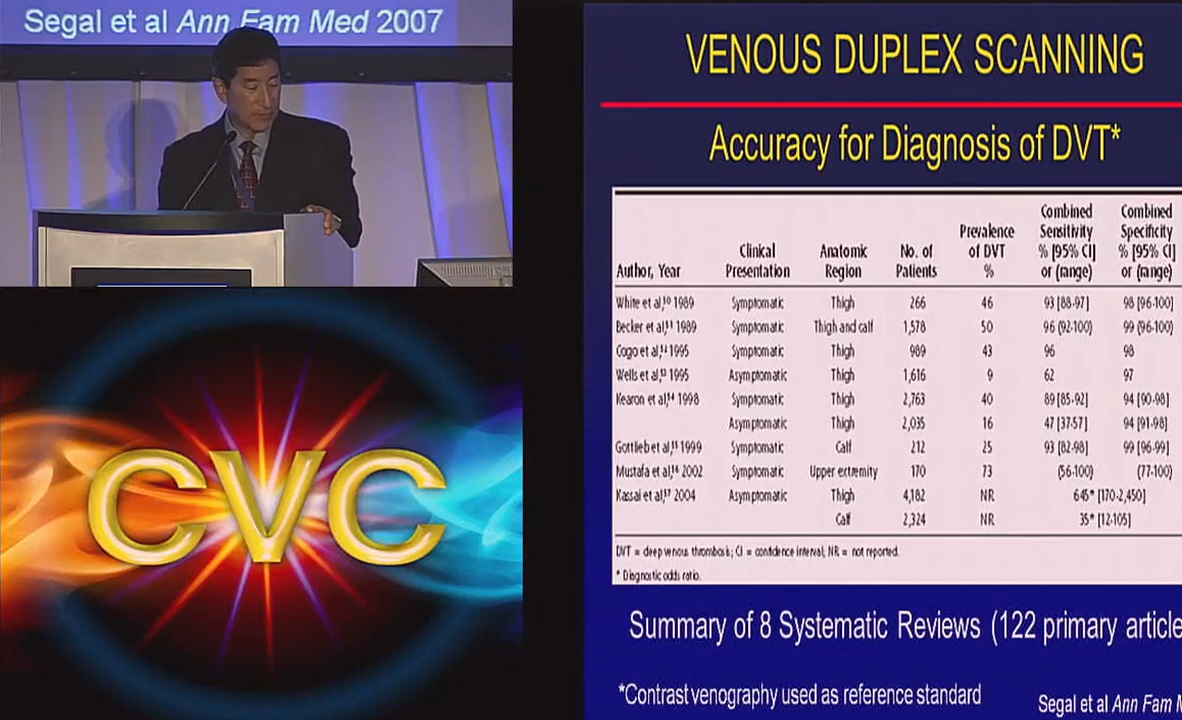 Segal et al Ann Fam Med 2007
CVC
VENOUS DUPLEX SCANNING
Accuracy for Diagnosis of DVT*
Author, Year Clinical Presentation Anatomic Region No. of Patients Prevalence of DVT % Combined Sensitivity % [95% CI] or (range) Combined Specificity % [95% CI] or (range)
White et al,¹⁰ 1989 Symptomatic Thigh 266 46 93 [88-97] 98 [96-100]
Becker et al,¹¹ 1989 Symptomatic Thigh and calf 1,578 50 96 (92-100) 99 (96-100)
Cogo et al,¹² 1995 Symptomatic Thigh 989 43 96 98
Wells et al,¹³ 1995 Asymptomatic Thigh 1,616 9 62 97
Kearon et al,¹⁴ 1998 Symptomatic Thigh 2,763 40 89 [85-92] 94 [90-98]
Asymptomatic Thigh 2,035 16 47 [37-57] 94 [91-98]
Gottlieb et al,¹⁵ 1999 Symptomatic Calf 212 25 93 [82-98] 99 [96-99]
Mustafa et al,¹⁶ 2002 Symptomatic Upper extremity 170 73 (56-100) (77-100)
Kassai et al,¹⁷ 2004 Asymptomatic Thigh 4,182 NR 645* [170-2,450]
Calf 2,324 NR 35* [12-105]
DVT = deep venous thrombosis; CI = confidence interval; NR = not reported.
* Diagnostic odds ratio.
Summary of 8 Systematic Reviews (122 primary article
*Contrast venography used as reference standard
Segal et al Ann Fam M